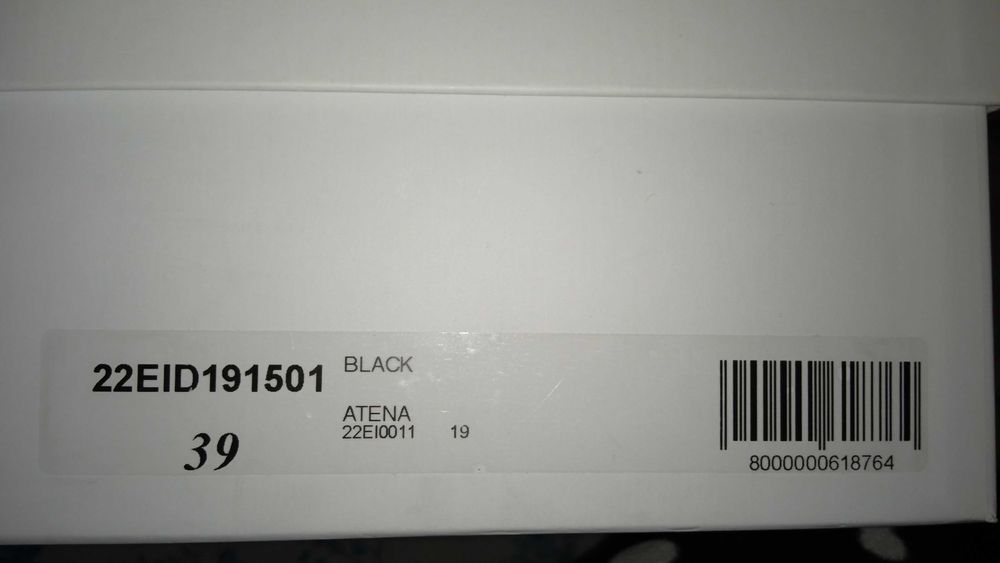 22EID191501
BLACK
ATENA
22EI0011 19
39
8000000618764